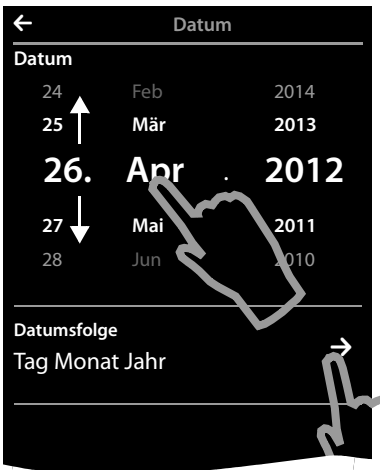 Datum
Datum
24 Feb 2014
25 Mär 2013
26. Apr . 2012
27 Mai 2011
28 Jun 2010
Datumsfolge
Tag Monat Jahr